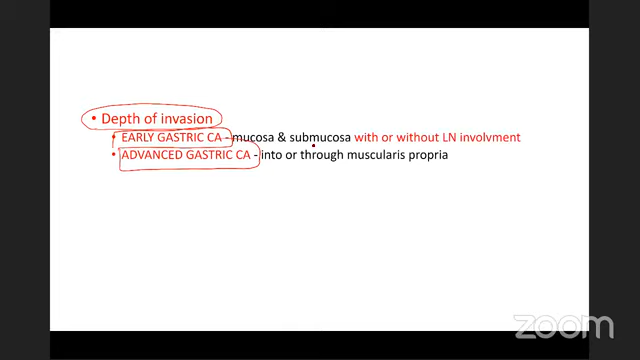 • Depth of invasion
• EARLY GASTRIC CA - mucosa & submucosa with or without LN involvment
• ADVANCED GASTRIC CA - into or through muscularis propria
zoom